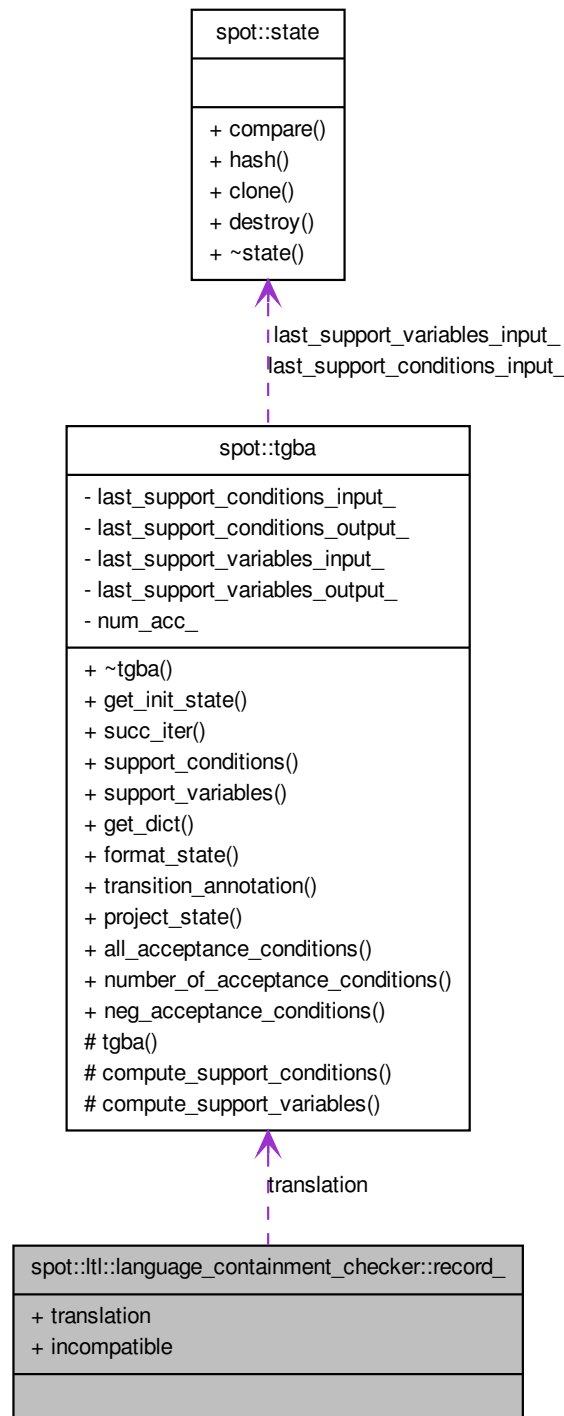 spot::state
+ compare()
+ hash()
+ clone()
+ destroy()
+ ~state()
last_support_variables_input_
last_support_conditions_input_
spot::tgba
- last_support_conditions_input_
- last_support_conditions_output_
- last_support_variables_input_
- last_support_variables_output_
- num_acc_
+ ~tgba()
+ get_init_state()
+ succ_iter()
+ support_conditions()
+ support_variables()
+ get_dict()
+ format_state()
+ transition_annotation()
+ project_state()
+ all_acceptance_conditions()
+ number_of_acceptance_conditions()
+ neg_acceptance_conditions()
# tgba()
# compute_support_conditions()
# compute_support_variables()
translation
spot::ltl::language_containment_checker::record_
+ translation
+ incompatible